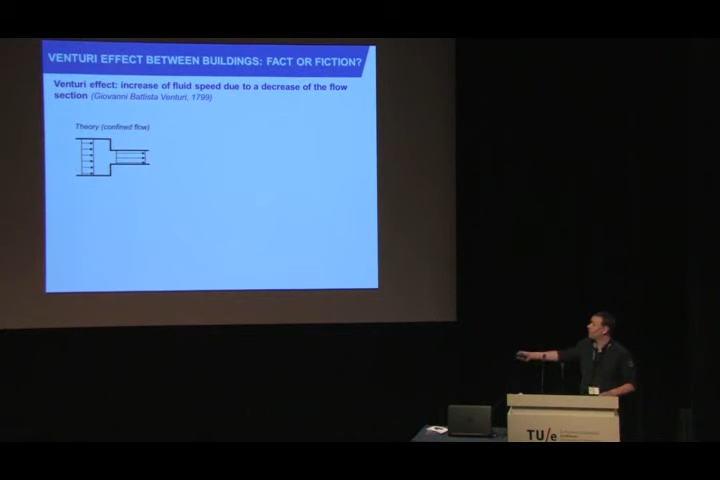 VENTURI EFFECT BETWEEN BUILDINGS: FACT OR FICTION?
Venturi effect: increase of fluid speed due to a decrease of the flow
section (Giovanni Battista Venturi, 1799)
Theory (confined flow)
TU/e